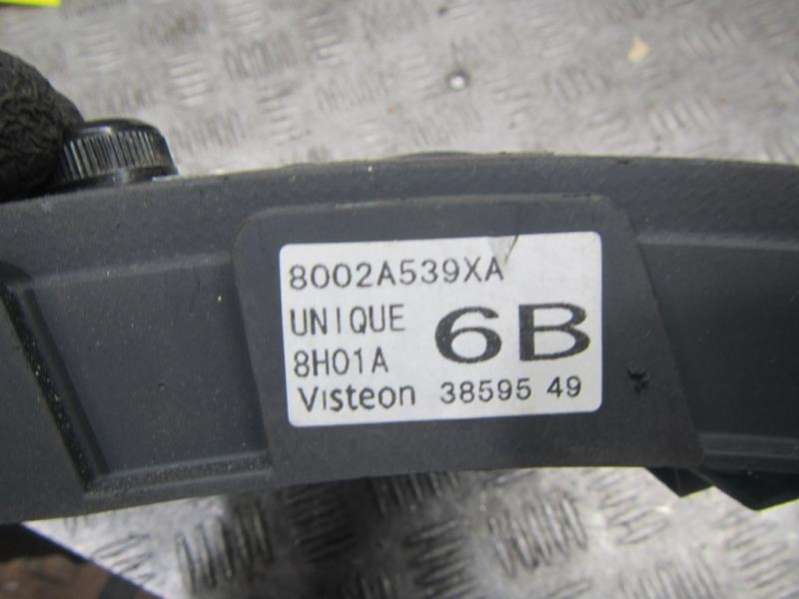 8002A539XA
UNIQUE 6B
8H01A
Visteon 38595 49